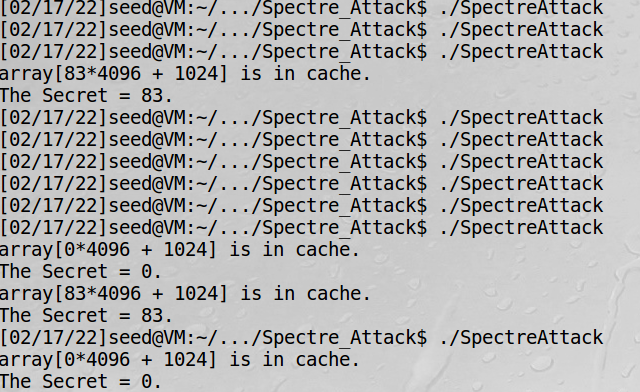 [02/17/22]seed@VM:~/.../Spectre_Attack$ ./SpectreAttack
[02/17/22]seed@VM:~/.../Spectre_Attack$ ./SpectreAttack
[02/17/22]seed@VM:~/.../Spectre_Attack$ ./SpectreAttack
array[83*4096 + 1024] is in cache.
The Secret = 83.
[02/17/22]seed@VM:~/.../Spectre_Attack$ ./SpectreAttack
[02/17/22]seed@VM:~/.../Spectre_Attack$ ./SpectreAttack
[02/17/22]seed@VM:~/.../Spectre_Attack$ ./SpectreAttack
[02/17/22]seed@VM:~/.../Spectre_Attack$ ./SpectreAttack
[02/17/22]seed@VM:~/.../Spectre_Attack$ ./SpectreAttack
[02/17/22]seed@VM:~/.../Spectre_Attack$ ./SpectreAttack
array[0*4096 + 1024] is in cache.
The Secret = 0.
array[83*4096 + 1024] is in cache.
The Secret = 83.
[02/17/22]seed@VM:~/.../Spectre_Attack$ ./SpectreAttack
array[0*4096 + 1024] is in cache.
The Secret = 0.